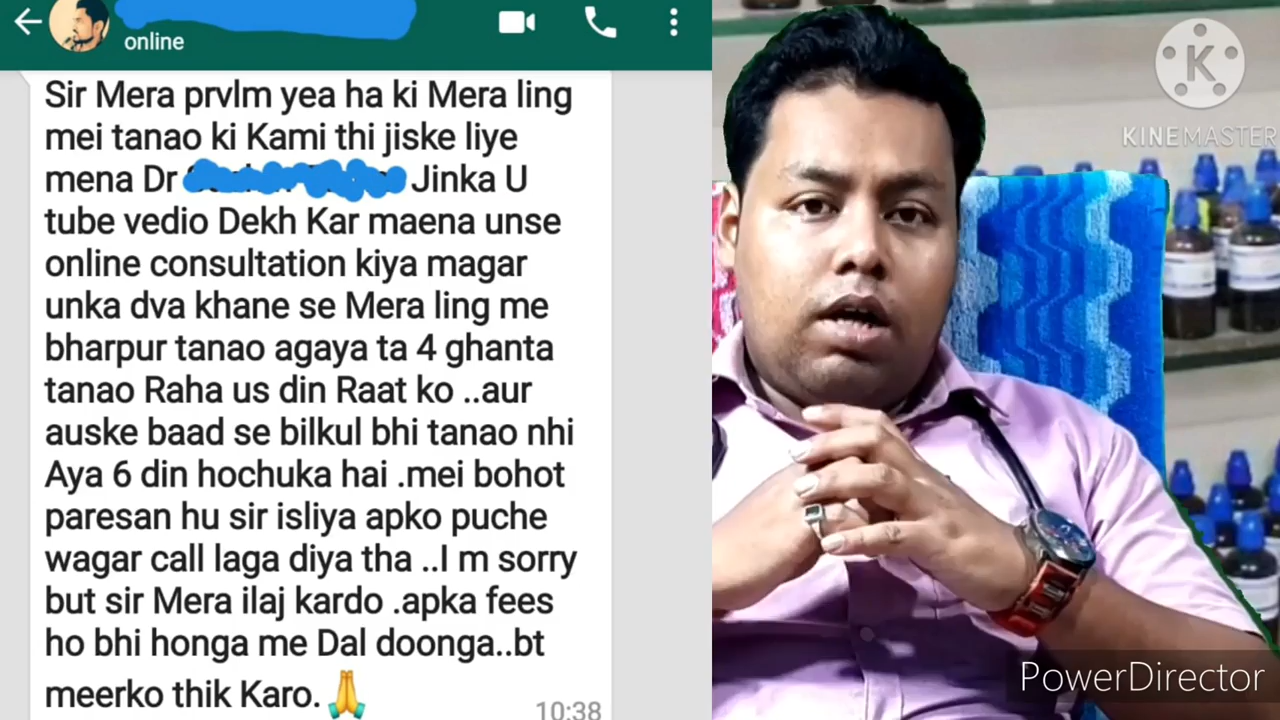 online
Sir Mera prvlm yea ha ki Mera ling
mei tanao ki Kami thi jiske liye
mena Dr Jinka U
tube vedio Dekh Kar maena unse
online consultation kiya magar
unka dva khane se Mera ling me
bharpur tanao agaya ta 4 ghanta
tanao Raha us din Raat ko ..aur
auske baad se bilkul bhi tanao nhi
Aya 6 din hochuka hai .mei bohot
paresan hu sir isliya apko puche
wagar call laga diya tha ..I m sorry
but sir Mera ilaj kardo .apka fees
ho bhi honga me Dal doonga..bt
meerko thik Karo.🙏
10:38
K
KINEMASTER
PowerDirector